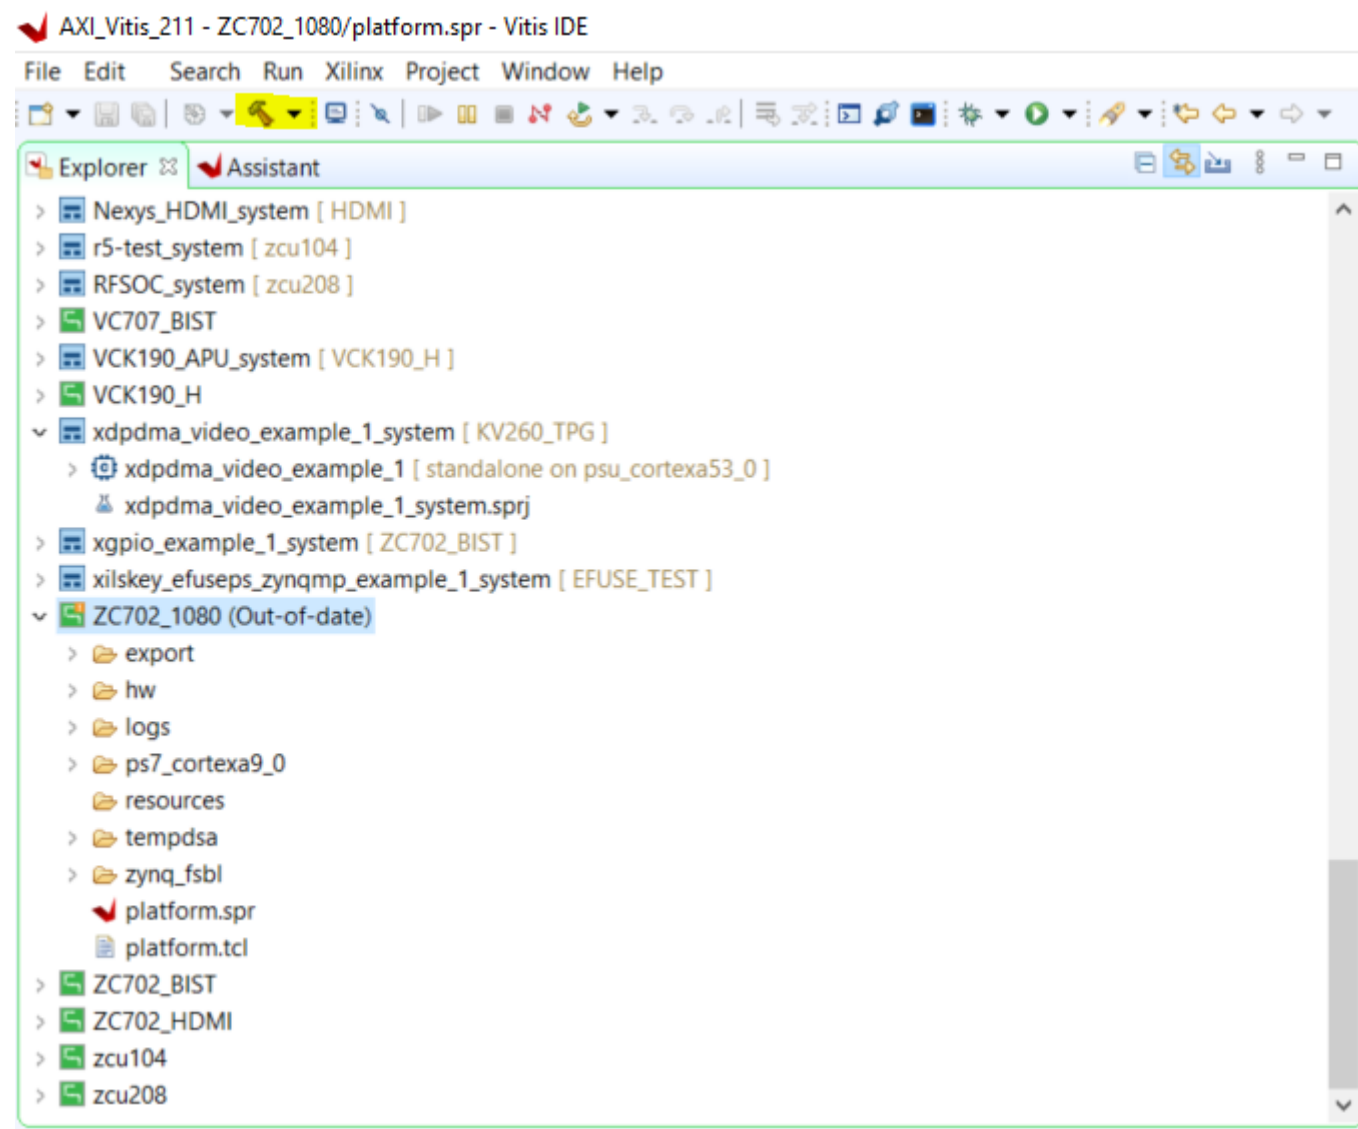 AXI_Vitis_211 - ZC702_1080/platform.spr - Vitis IDE
File Edit Search Run Xilinx Project Window Help
Explorer Assistant
Nexys_HDMI_system [ HDMI ]
r5-test_system [ zcu104 ]
RFSOC_system [ zcu208 ]
VC707_BIST
VCK190_APU_system [ VCK190_H ]
VCK190_H
xdpdma_video_example_1_system [ KV260_TPG ]
xdpdma_video_example_1 [ standalone on psu_cortexa53_0 ]
xdpdma_video_example_1_system.sprj
xgpio_example_1_system [ ZC702_BIST ]
xilskey_efuseps_zynqmp_example_1_system [ EFUSE_TEST ]
ZC702_1080 (Out-of-date)
export
hw
logs
ps7_cortexa9_0
resources
tempdsa
zynq_fsbl
platform.spr
platform.tcl
ZC702_BIST
ZC702_HDMI
zcu104
zcu208